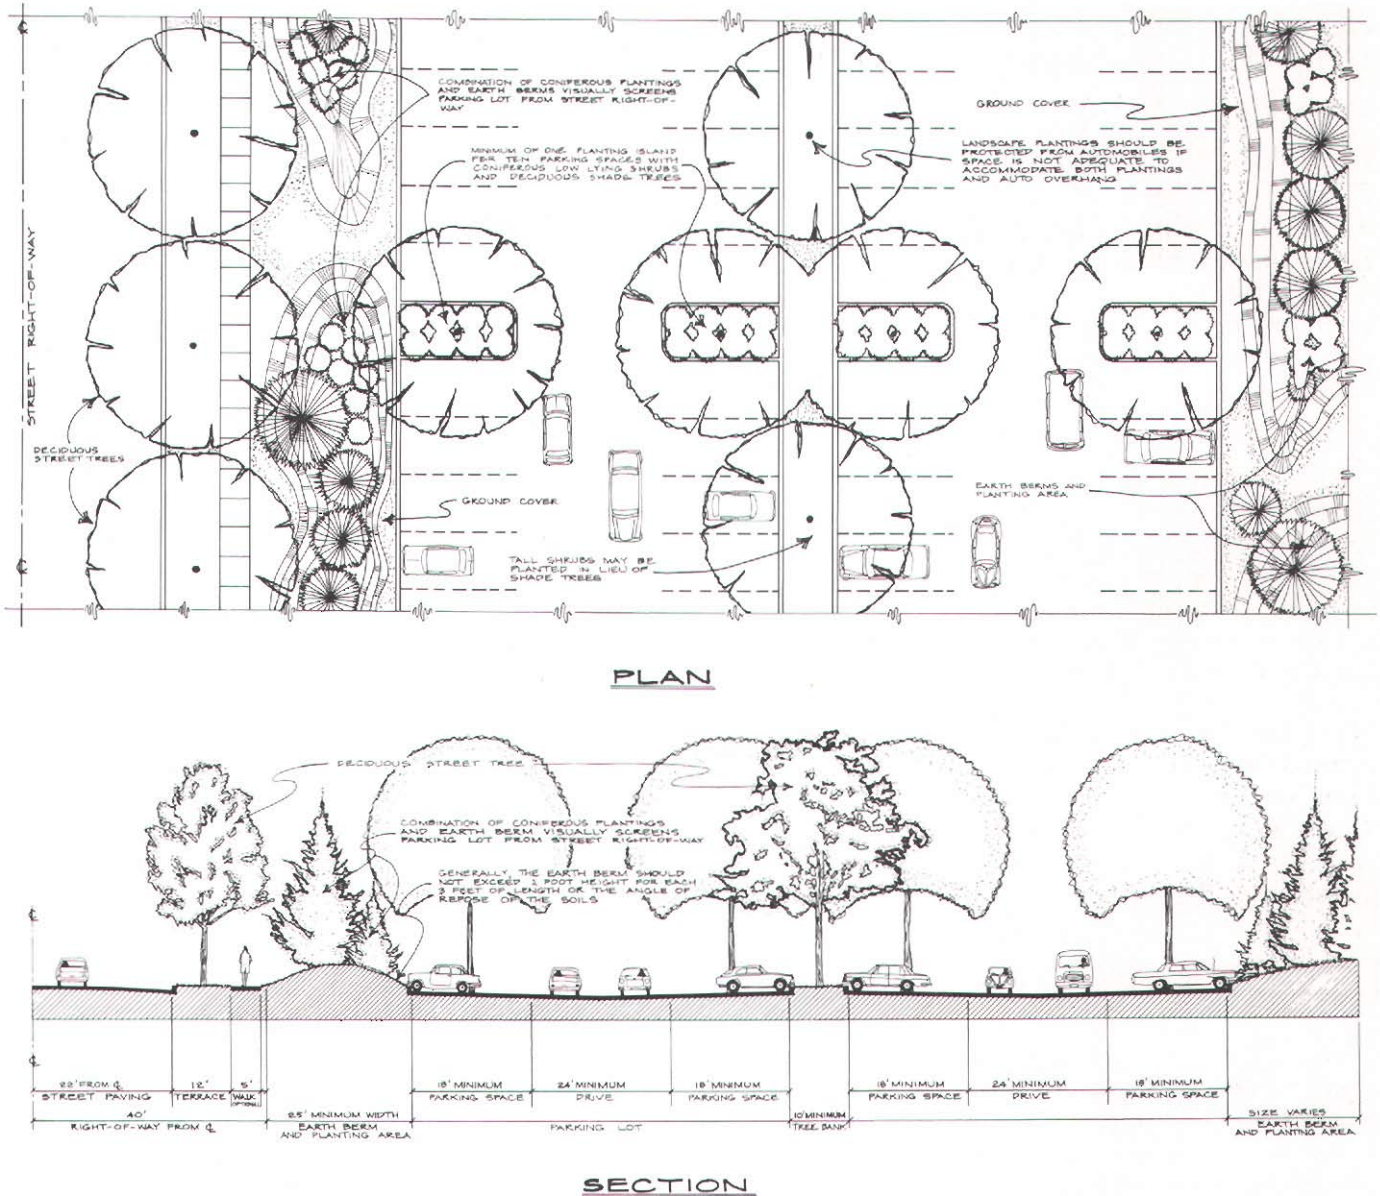 COMBINATION OF CONIFEROUS PLANTINGS
AND EARTH BERMS VISUALLY SCREENS
PARKING LOT FROM STREET RIGHT-OF-
WAY
GROUND COVER
MINIMUM OF ONE PLANTING ISLAND
PER TEN PARKING SPACES WITH
CONIFEROUS LOW LYING SHRUBS
AND DECIDUOUS SHADE TREES
LANDSCAPE PLANTINGS SHOULD BE
PROTECTED FROM AUTOMOBILES IF
SPACE IS NOT ADEQUATE TO
ACCOMMODATE BOTH PLANTINGS
AND AUTO OVERHANG
STREET RIGHT-OF-WAY
DECIDUOUS
STREET TREES
GROUND COVER
EARTH BERMS AND
PLANTING AREA
TALL SHRUBS MAY BE
PLANTED IN LIEU OF
SHADE TREES
PLAN
DECIDUOUS STREET TREE
COMBINATION OF CONIFEROUS PLANTINGS
AND EARTH BERM VISUALLY SCREENS
PARKING LOT FROM STREET RIGHT-OF-WAY
GENERALLY, THE EARTH BERM SHOULD
NOT EXCEED 1 FOOT HEIGHT FOR EACH
3 FEET OF LENGTH OR THE ANGLE OF
REPOSE OF THE SOILS
22' FROM ℄
STREET PAVING
12'
TERRACE
5'
WALK
OPTIONAL
18' MINIMUM
PARKING SPACE
24' MINIMUM
DRIVE
18' MINIMUM
PARKING SPACE
18' MINIMUM
PARKING SPACE
24' MINIMUM
DRIVE
18' MINIMUM
PARKING SPACE
40'
RIGHT-OF-WAY FROM ℄
25' MINIMUM WIDTH
EARTH BERM
AND PLANTING AREA
PARKING LOT
10' MINIMUM
TREE BANK
SIZE VARIES
EARTH BERM
AND PLANTING AREA
SECTION